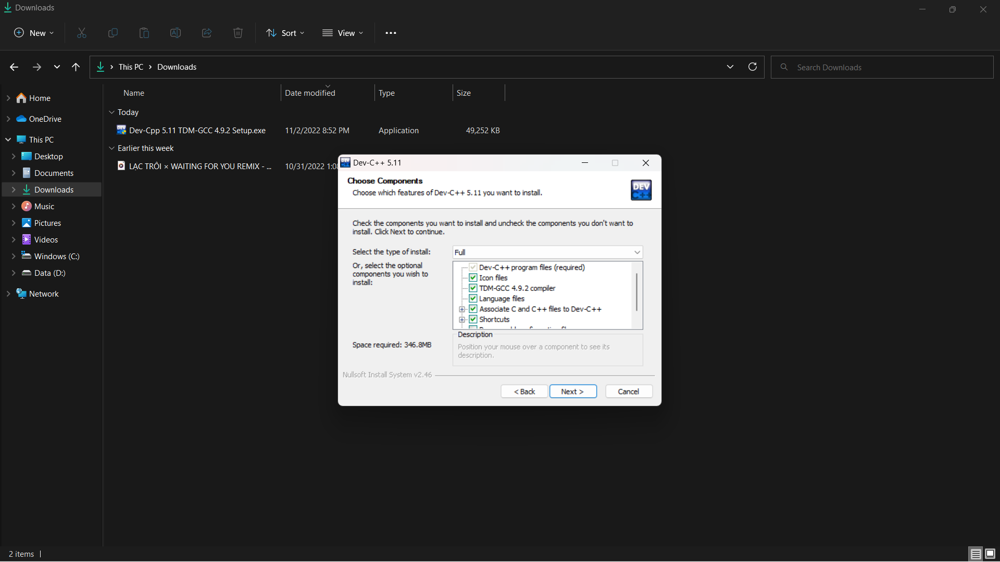 Downloads
New
Sort
View
This PC
Downloads
Search Downloads
Home
OneDrive
This PC
Desktop
Documents
Downloads
Music
Pictures
Videos
Windows (C:)
Data (D:)
Network
Name
Date modified
Type
Size
Today
Dev-Cpp 5.11 TDM-GCC 4.9.2 Setup.exe 11/2/2022 8:52 PM Application 49,252 KB
Earlier this week
LẠC TRÔI × WAITING FOR YOU REMIX - ... 10/31/2022
Dev-C++ 5.11
Choose Components
Choose which features of Dev-C++ 5.11 you want to install.
DEV
C++
Check the components you want to install and uncheck the components you don't want to
install. Click Next to continue.
Select the type of install:
Full
Or, select the optional
components you wish to
install:
Dev-C++ program files (required)
Icon files
TDM-GCC 4.9.2 compiler
Language files
Associate C and C++ files to Dev-C++
Shortcuts
Description
Position your mouse over a component to see its
description.
Space required: 346.8MB
Nullsoft Install System v2.46
< Back
Next >
Cancel
2 items